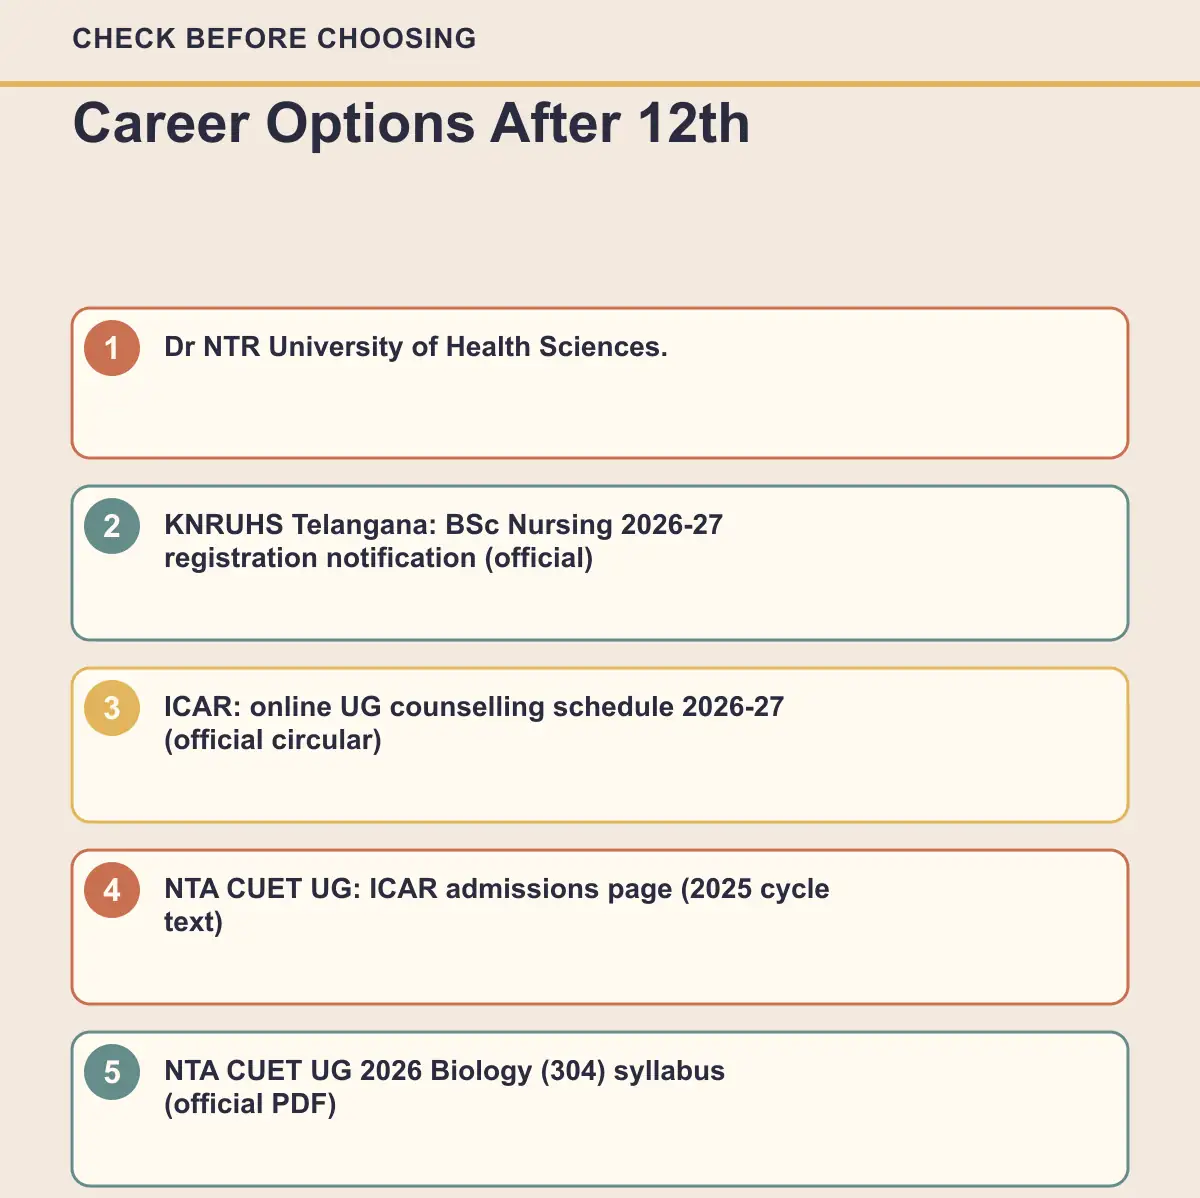 CHECK BEFORE CHOOSING
Career Options After 12th
1
Dr NTR University of Health Sciences.
2
KNRUHS Telangana: BSc Nursing 2026-27
registration notification (official)
3
ICAR: online UG counselling schedule 2026-27
(official circular)
4
NTA CUET UG: ICAR admissions page (2025 cycle
text)
5
NTA CUET UG 2026 Biology (304) syllabus
(official PDF)